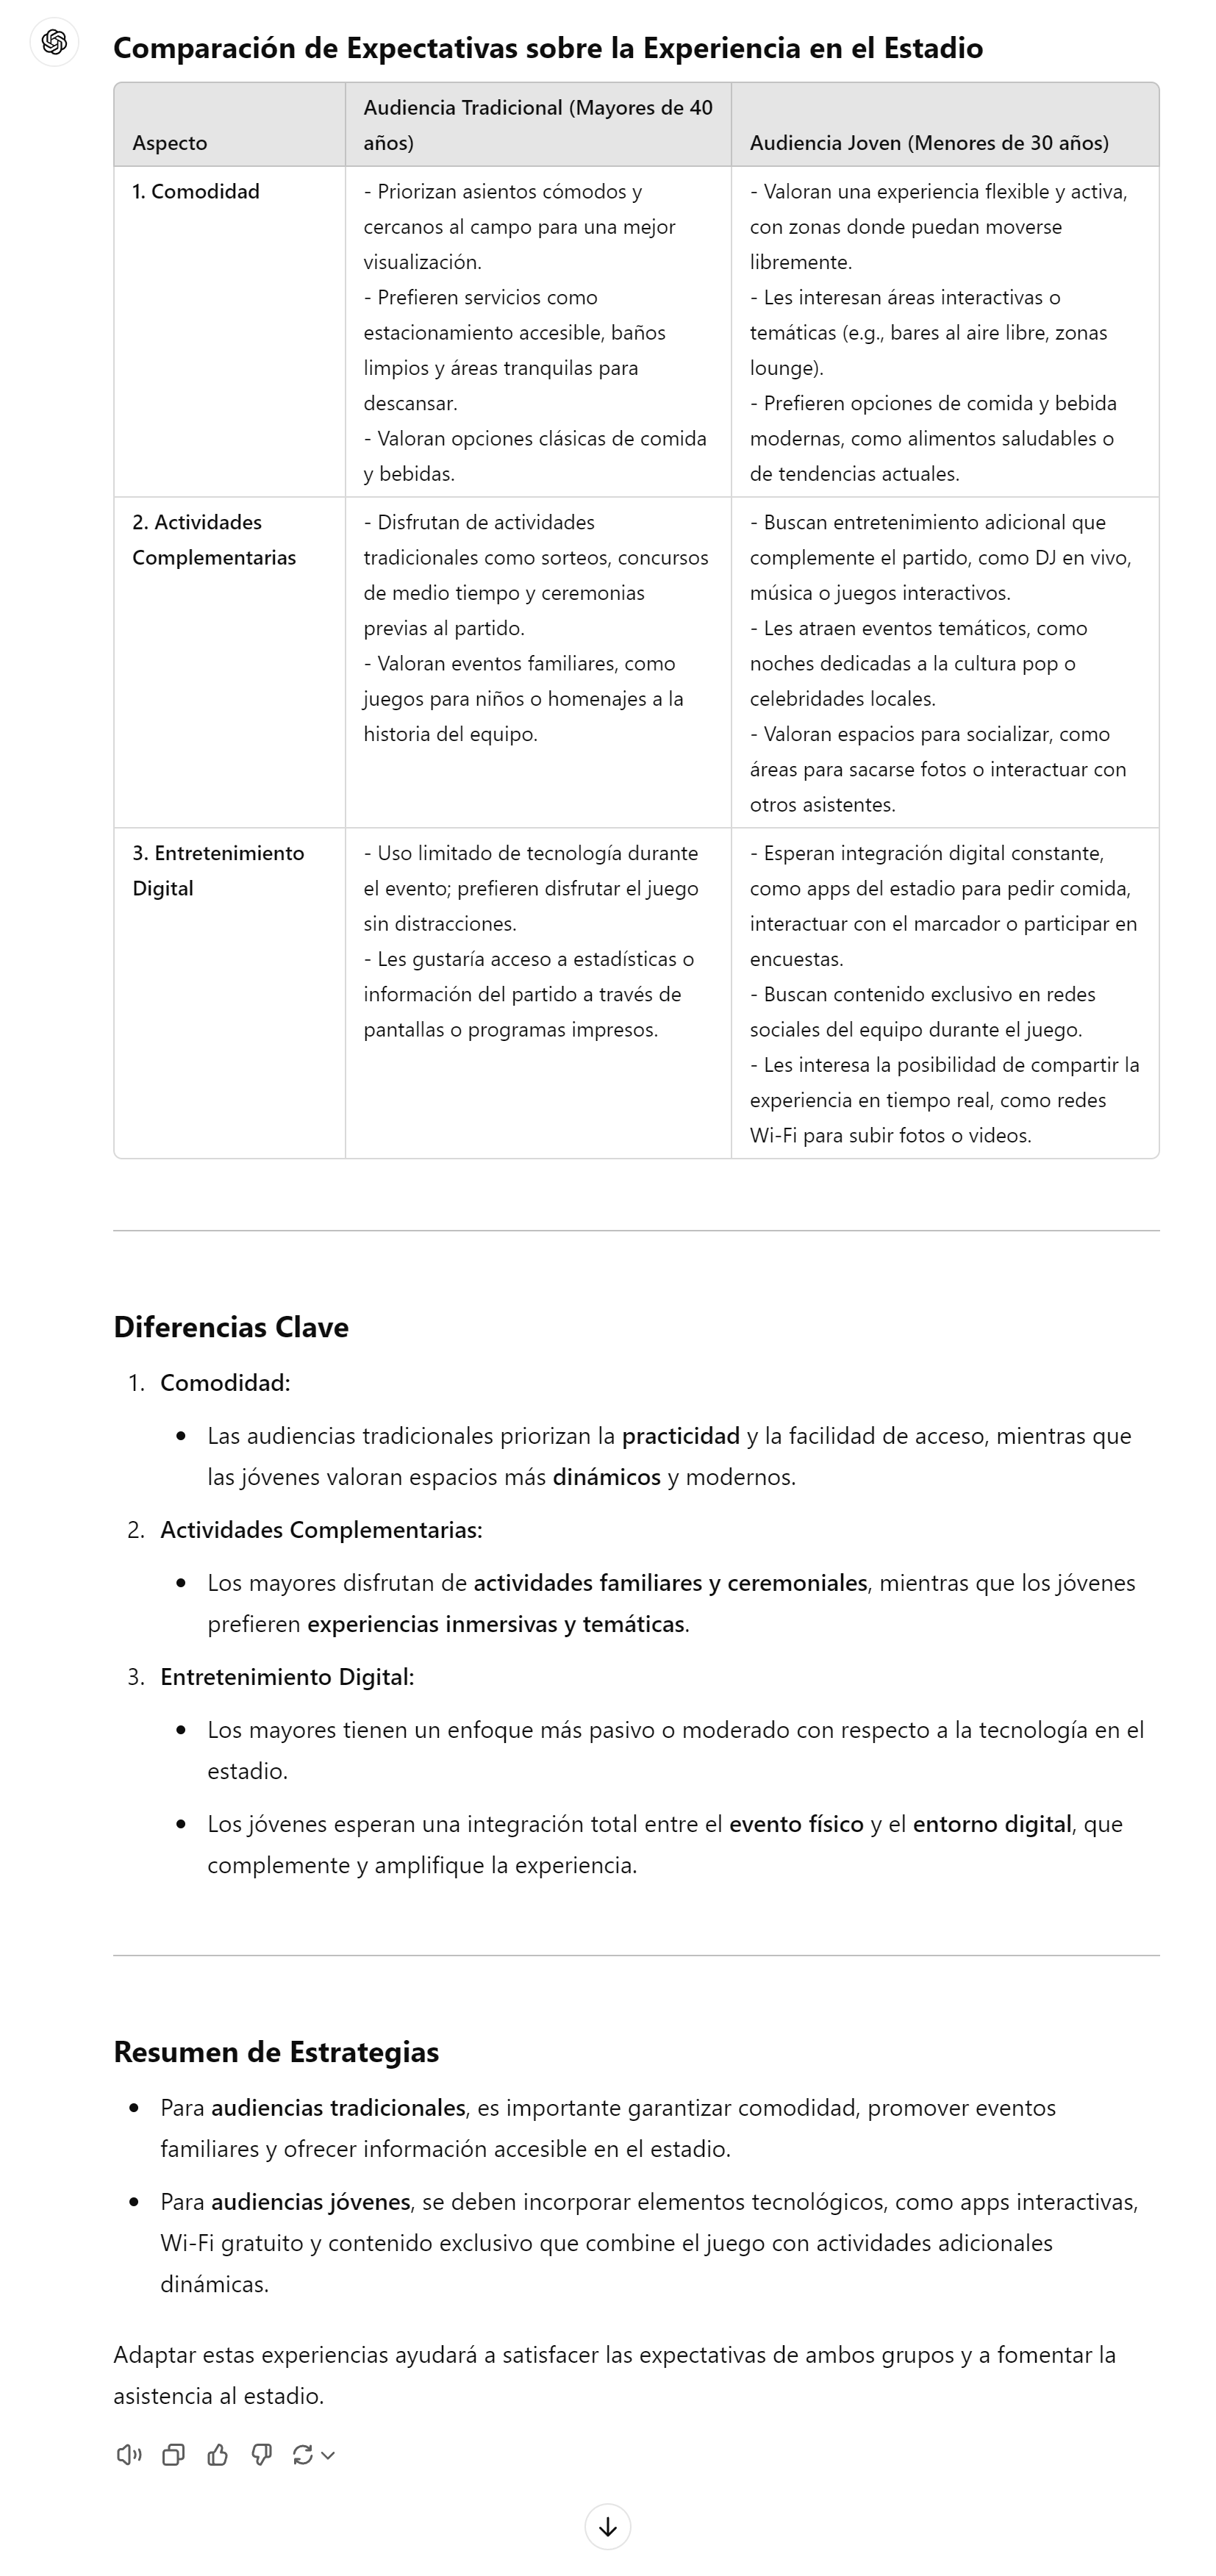 Comparación de Expectativas sobre la Experiencia en el Estadio
Aspecto
Audiencia Tradicional (Mayores de 40
años)
Audiencia Joven (Menores de 30 años)
1. Comodidad
- Priorizan asientos cómodos y
cercanos al campo para una mejor
visualización.
- Prefieren servicios como
estacionamiento accesible, baños
limpios y áreas tranquilas para
descansar.
- Valoran opciones clásicas de comida
y bebidas.
- Valoran una experiencia flexible y activa,
con zonas donde puedan moverse
libremente.
- Les interesan áreas interactivas o
temáticas (e.g., bares al aire libre, zonas
lounge).
- Prefieren opciones de comida y bebida
modernas, como alimentos saludables o
de tendencias actuales.
2. Actividades
Complementarias
- Disfrutan de actividades
tradicionales como sorteos, concursos
de medio tiempo y ceremonias
previas al partido.
- Valoran eventos familiares, como
juegos para niños o homenajes a la
historia del equipo.
- Buscan entretenimiento adicional que
complemente el partido, como DJ en vivo,
música o juegos interactivos.
- Les atraen eventos temáticos, como
noches dedicadas a la cultura pop o
celebridades locales.
- Valoran espacios para socializar, como
áreas para sacarse fotos o interactuar con
otros asistentes.
3. Entretenimiento
Digital
- Uso limitado de tecnología durante
el evento; prefieren disfrutar el juego
sin distracciones.
- Les gustaría acceso a estadísticas o
información del partido a través de
pantallas o programas impresos.
- Esperan integración digital constante,
como apps del estadio para pedir comida,
interactuar con el marcador o participar en
encuestas.
- Buscan contenido exclusivo en redes
sociales del equipo durante el juego.
- Les interesa la posibilidad de compartir la
experiencia en tiempo real, como redes
Wi-Fi para subir fotos o videos.
Diferencias Clave
1. Comodidad:
• Las audiencias tradicionales priorizan la practicidad y la facilidad de acceso, mientras que
las jóvenes valoran espacios más dinámicos y modernos.
2. Actividades Complementarias:
• Los mayores disfrutan de actividades familiares y ceremoniales, mientras que los jóvenes
prefieren experiencias inmersivas y temáticas.
3. Entretenimiento Digital:
• Los mayores tienen un enfoque más pasivo o moderado con respecto a la tecnología en el
estadio.
• Los jóvenes esperan una integración total entre el evento físico y el entorno digital, que
complemente y amplifique la experiencia.
Resumen de Estrategias
• Para audiencias tradicionales, es importante garantizar comodidad, promover eventos
familiares y ofrecer información accesible en el estadio.
• Para audiencias jóvenes, se deben incorporar elementos tecnológicos, como apps interactivas,
Wi-Fi gratuito y contenido exclusivo que combine el juego con actividades adicionales
dinámicas.
Adaptar estas experiencias ayudará a satisfacer las expectativas de ambos grupos y a fomentar la
asistencia al estadio.